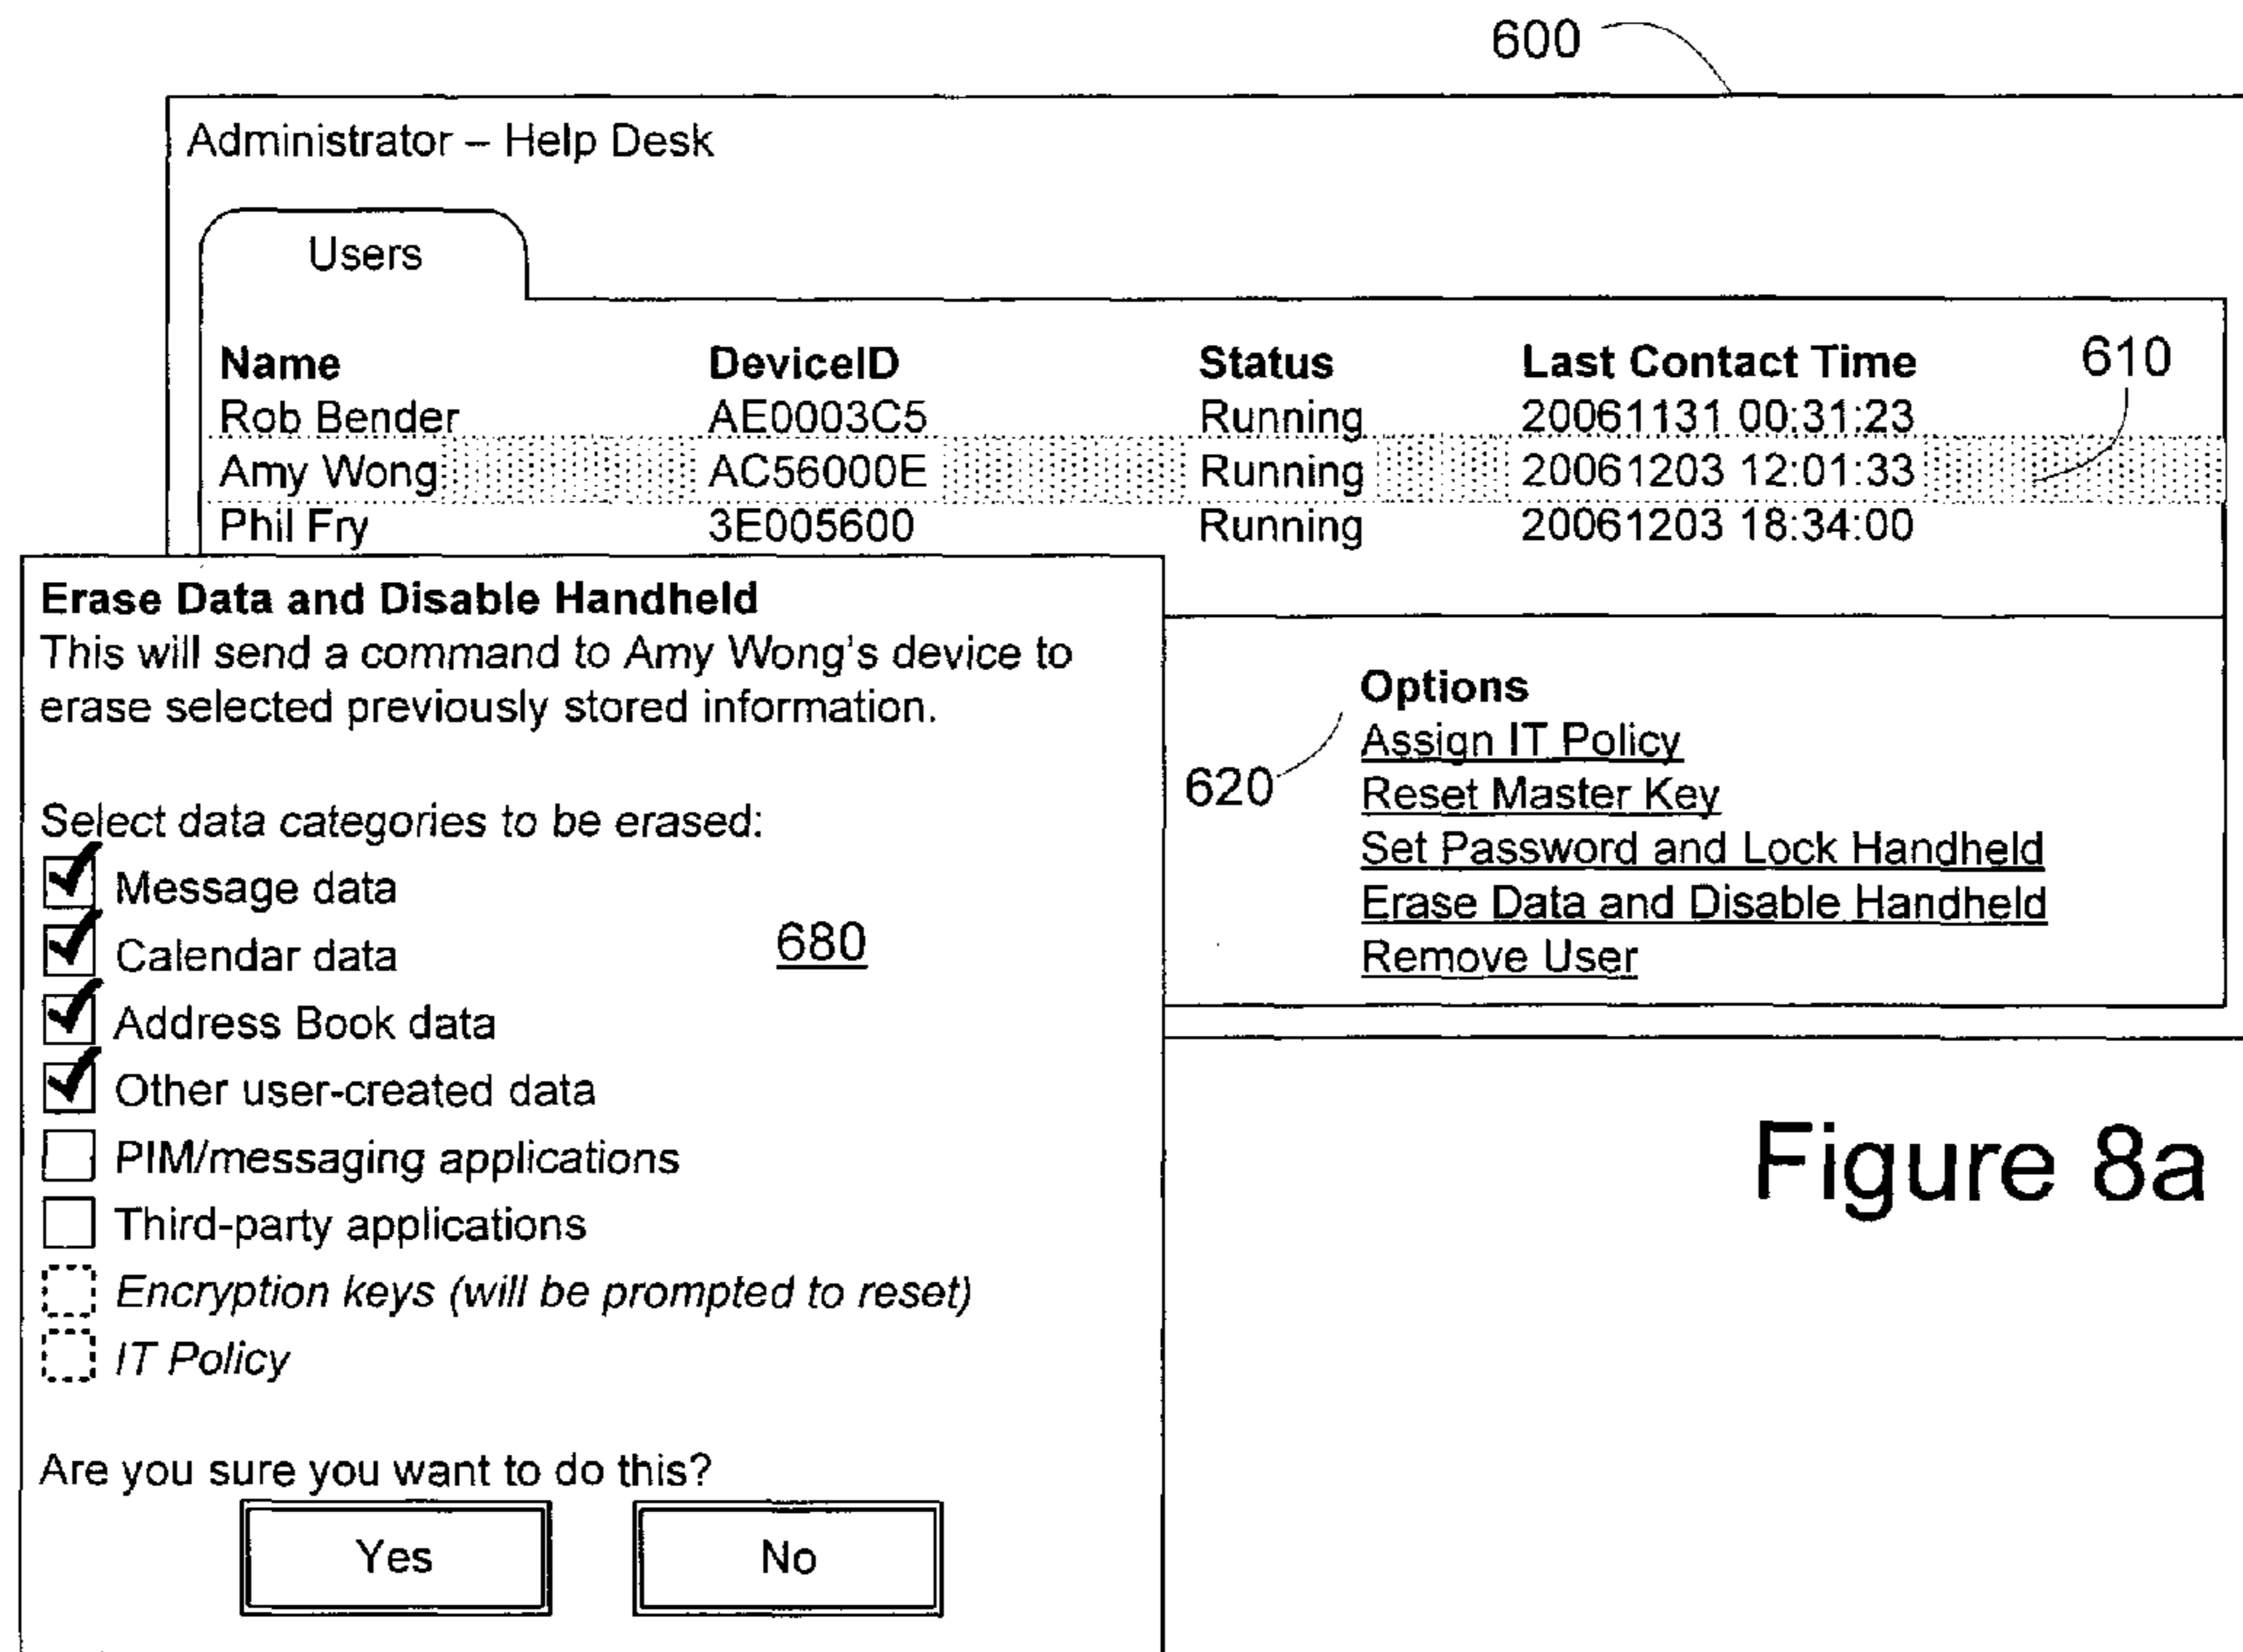 600
Administrator – Help Desk
Users
Name DeviceID Status Last Contact Time 610
Rob Bender AE0003C5 Running 20061131 00:31:23
Amy Wong AC56000E Running 20061203 12:01:33
Phil Fry 3E005600 Running 20061203 18:34:00
Erase Data and Disable Handheld
This will send a command to Amy Wong's device to
erase selected previously stored information.
Select data categories to be erased:
Message data
Calendar data
680
Address Book data
Other user-created data
PIM/messaging applications
Third-party applications
Encryption keys (will be prompted to reset)
IT Policy
Are you sure you want to do this?
Yes No
620
Options
Assign IT Policy
Reset Master Key
Set Password and Lock Handheld
Erase Data and Disable Handheld
Remove User
Figure 8a